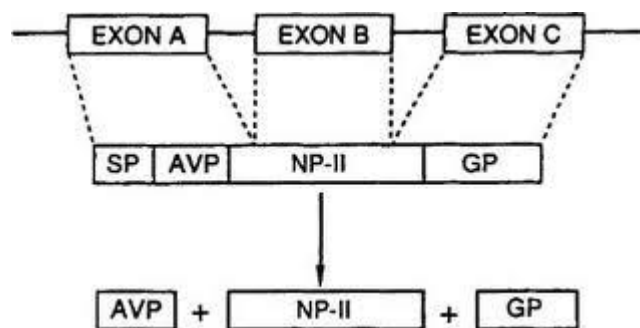 EXON A EXON B EXON C
SP AVP NP-II GP
AVP + NP-II + GP